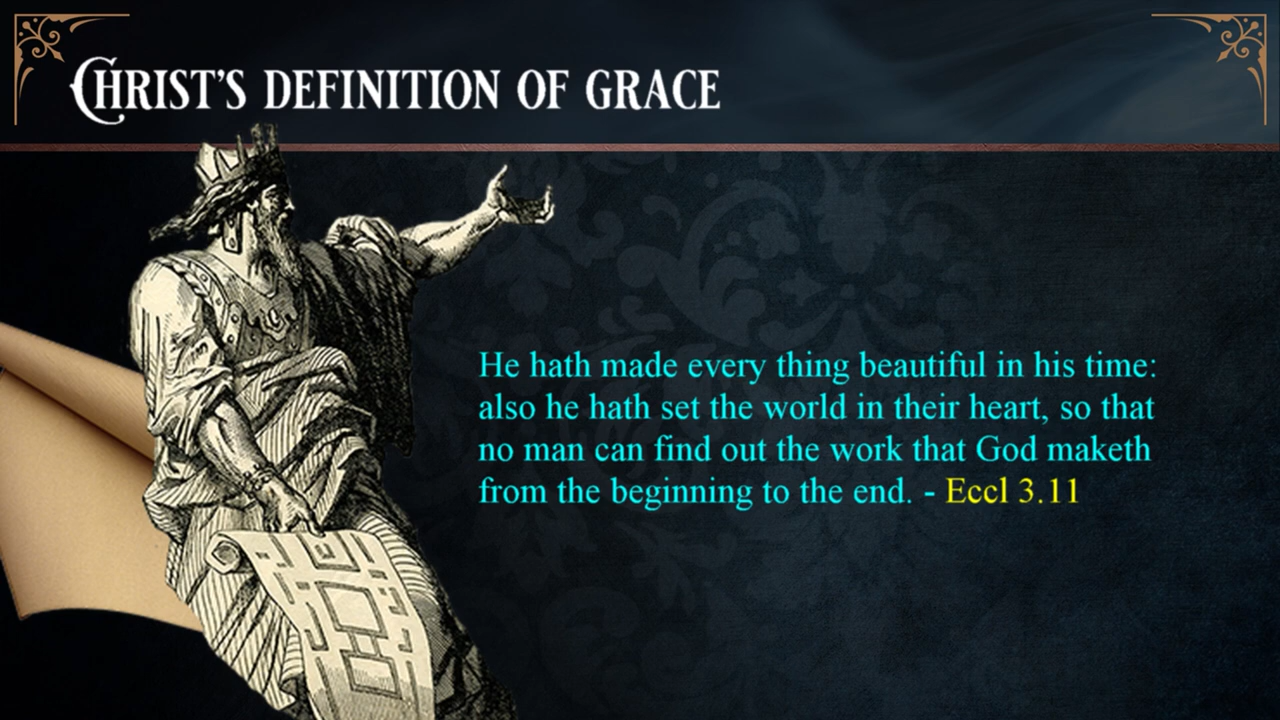 Christ's definition of grace
He hath made every thing beautiful in his time:
also he hath set the world in their heart, so that
no man can find out the work that God maketh
from the beginning to the end. - Eccl 3.11